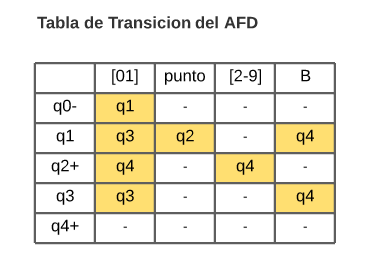 Tabla de Transicion del AFD
[01] punto [2-9] B
q0- q1 - - -
q1 q3 q2 - q4
q2+ q4 - q4 -
q3 q3 - - q4
q4+ - - - -